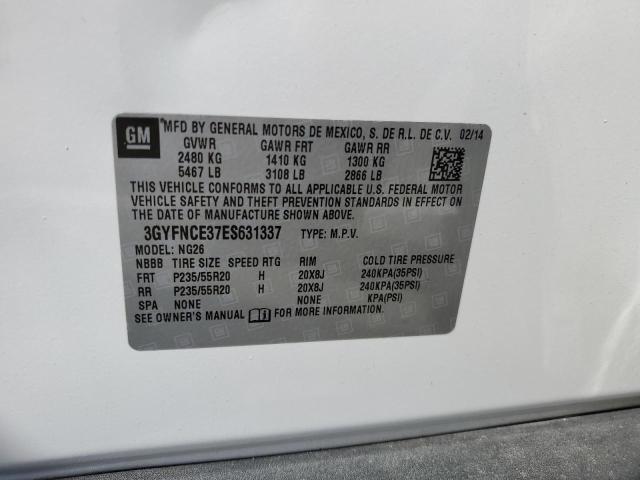 GM MFD BY GENERAL MOTORS DE MEXICO, S. DE R.L. DE C.V. 02/14
GVWR GAWR FRT GAWR RR
2480 KG 1410 KG 1300 KG
5467 LB 3108 LB 2866 LB
THIS VEHICLE CONFORMS TO ALL APPLICABLE U.S. FEDERAL MOTOR
VEHICLE SAFETY AND THEFT PREVENTION STANDARDS IN EFFECT ON THE
DATE OF MANUFACTURE SHOWN ABOVE.
3GYFNCE37ES631337 TYPE: M.P.V.
MODEL: NG26
NBBB TIRE SIZE SPEED RTG RIM COLD TIRE PRESSURE
FRT P235/55R20 H 20X8J 240KPA(35PSI)
RR P235/55R20 H 20X8J 240KPA(35PSI)
SPA NONE NONE KPA(PSI)
SEE OWNER'S MANUAL FOR MORE INFORMATION.